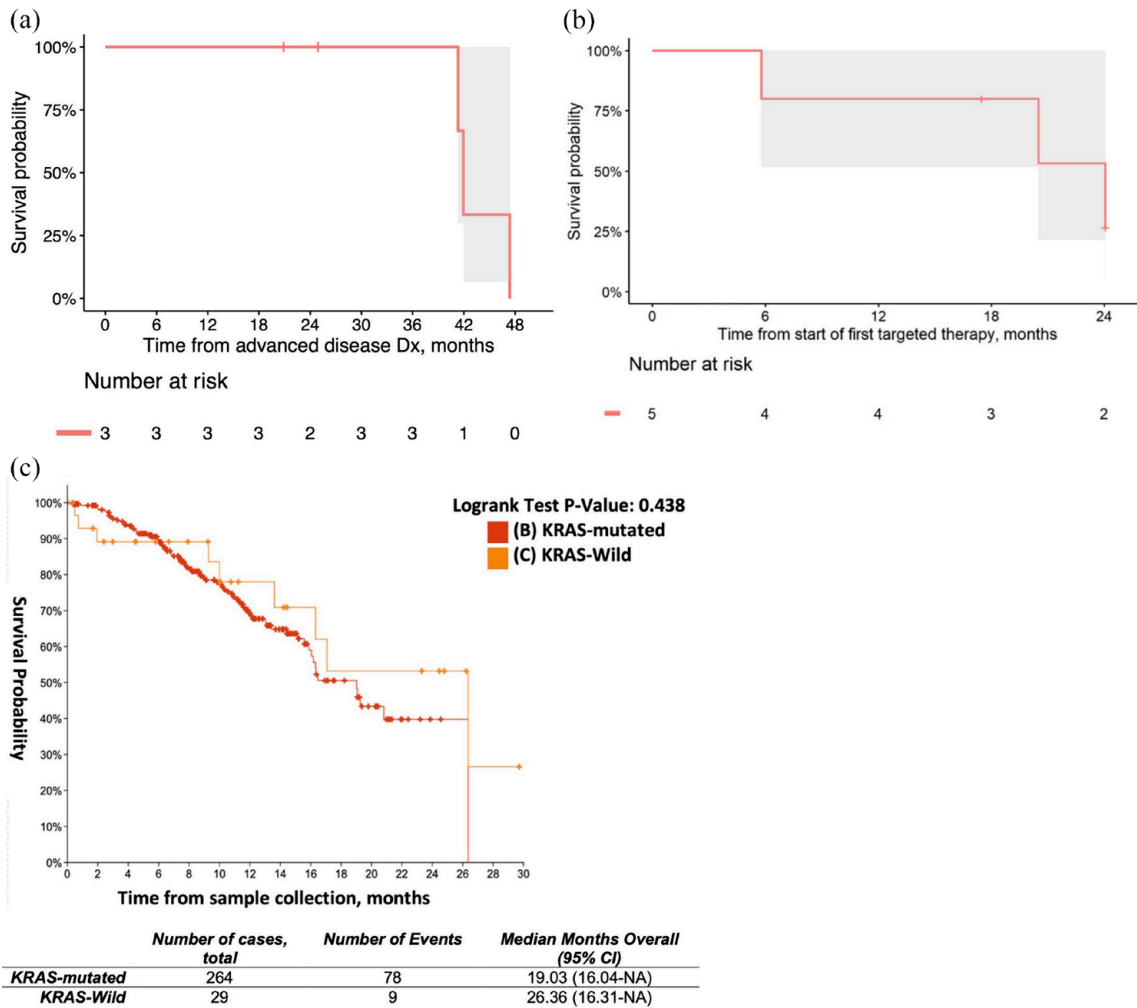 (a)
100%
75%
50%
25%
0%
Survival probability
0 6 12 18 24 30 36 42 48
Time from advanced disease Dx, months
Number at risk
3 3 3 3 2 3 3 1 0
(b)
100%
75%
50%
25%
0%
Survival probability
0 6 12 18 24
Time from start of first targeted therapy, months
Number at risk
5 4 4 3 2
(c)
Logrank Test P-Value: 0.438
(B) KRAS-mutated
(C) KRAS-Wild
100%
90%
80%
70%
60%
50%
40%
30%
20%
10%
0%
Survival Probability
0 2 4 6 8 10 12 14 16 18 20 22 24 26 28 30
Time from sample collection, months
Number of cases, total Number of Events Median Months Overall (95% CI)
KRAS-mutated 264 78 19.03 (16.04-NA)
KRAS-Wild 29 9 26.36 (16.31-NA)